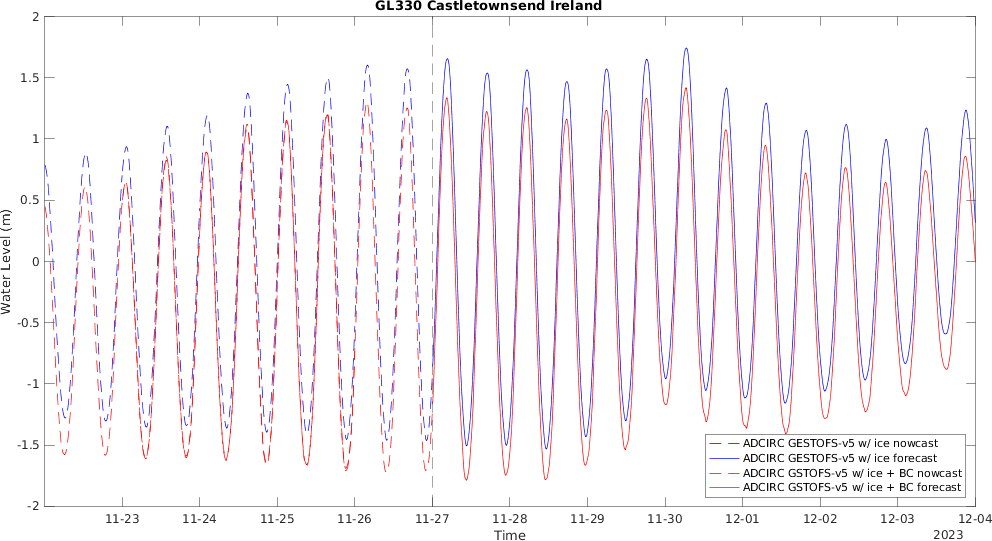 GL330 Castletownsend Ireland
2
1.5
1
0.5
0
-0.5
-1
-1.5
-2
Water Level (m)
ADCIRC GESTOFS-v5 w/ ice nowcast
ADCIRC GESTOFS-v5 w/ ice forecast
ADCIRC GSTOFS-v5 w/ ice + BC nowcast
ADCIRC GSTOFS-v5 w/ ice + BC forecast
11-23 11-24 11-25 11-26 11-27 11-28 11-29 11-30 12-01 12-02 12-03 12-04
Time
2023